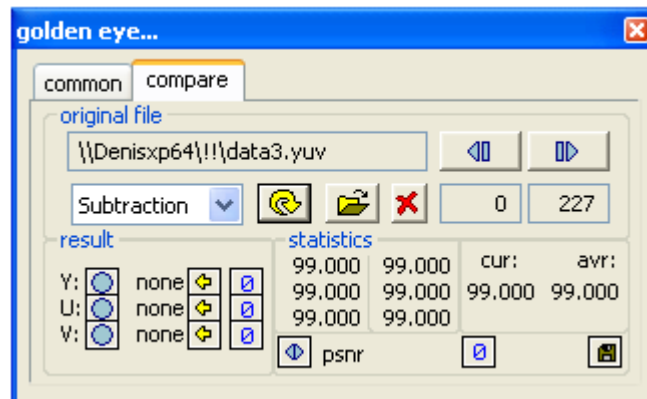 golden eye...
common compare
original file
\\Denisxp64\!!\data3.yuv
Subtraction 0 227
result
Y: none 0
U: none 0
V: none 0
statistics
99.000 99.000
99.000 99.000
99.000 99.000
cur: avr:
99.000 99.000
psnr 0